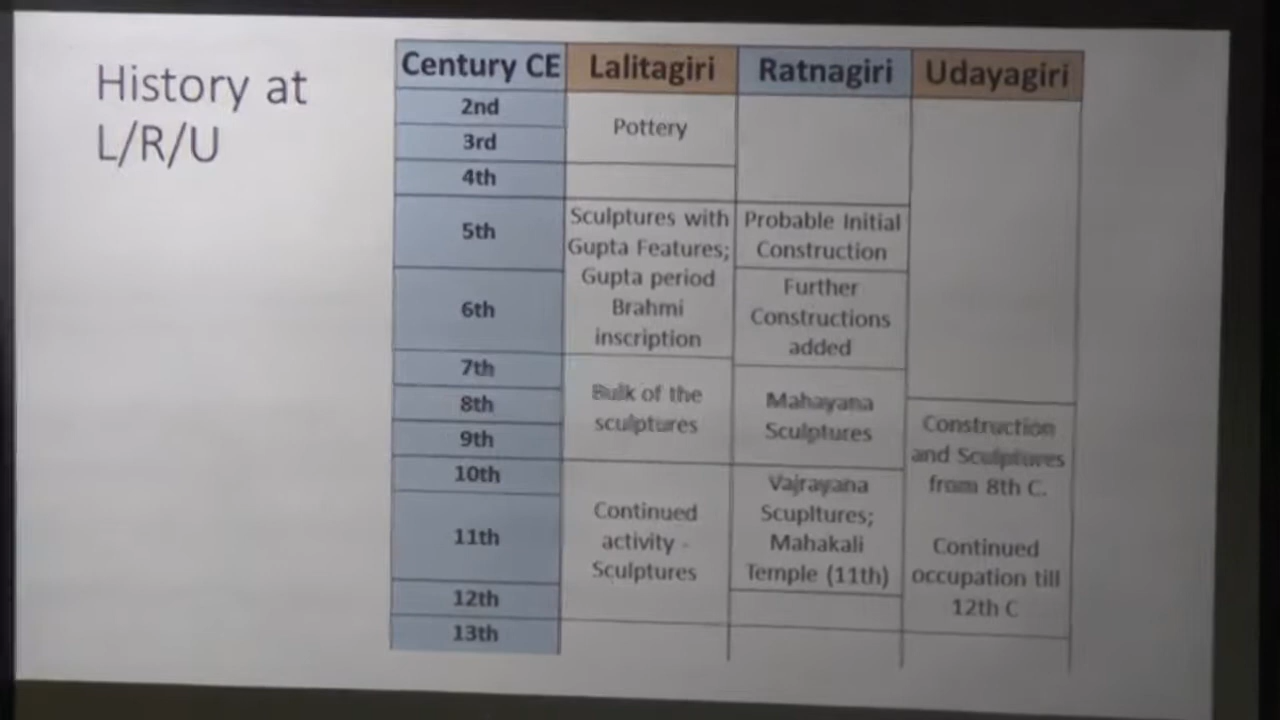 History at
L/R/U
Century CE Lalitagiri Ratnagiri Udayagiri
2nd
3rd
4th
5th
6th
7th
8th
9th
10th
11th
12th
13th
Pottery
Sculptures with
Gupta Features;
Gupta period
Brahmi
inscription
Bulk of the
sculptures
Continued
activity -
Sculptures
Probable Initial
Construction
Further
Constructions
added
Mahayana
Sculptures
Vajrayana
Scupltures;
Mahakali
Temple (11th)
Construction
and Sculptures
from 8th C.
Continued
occupation till
12th C